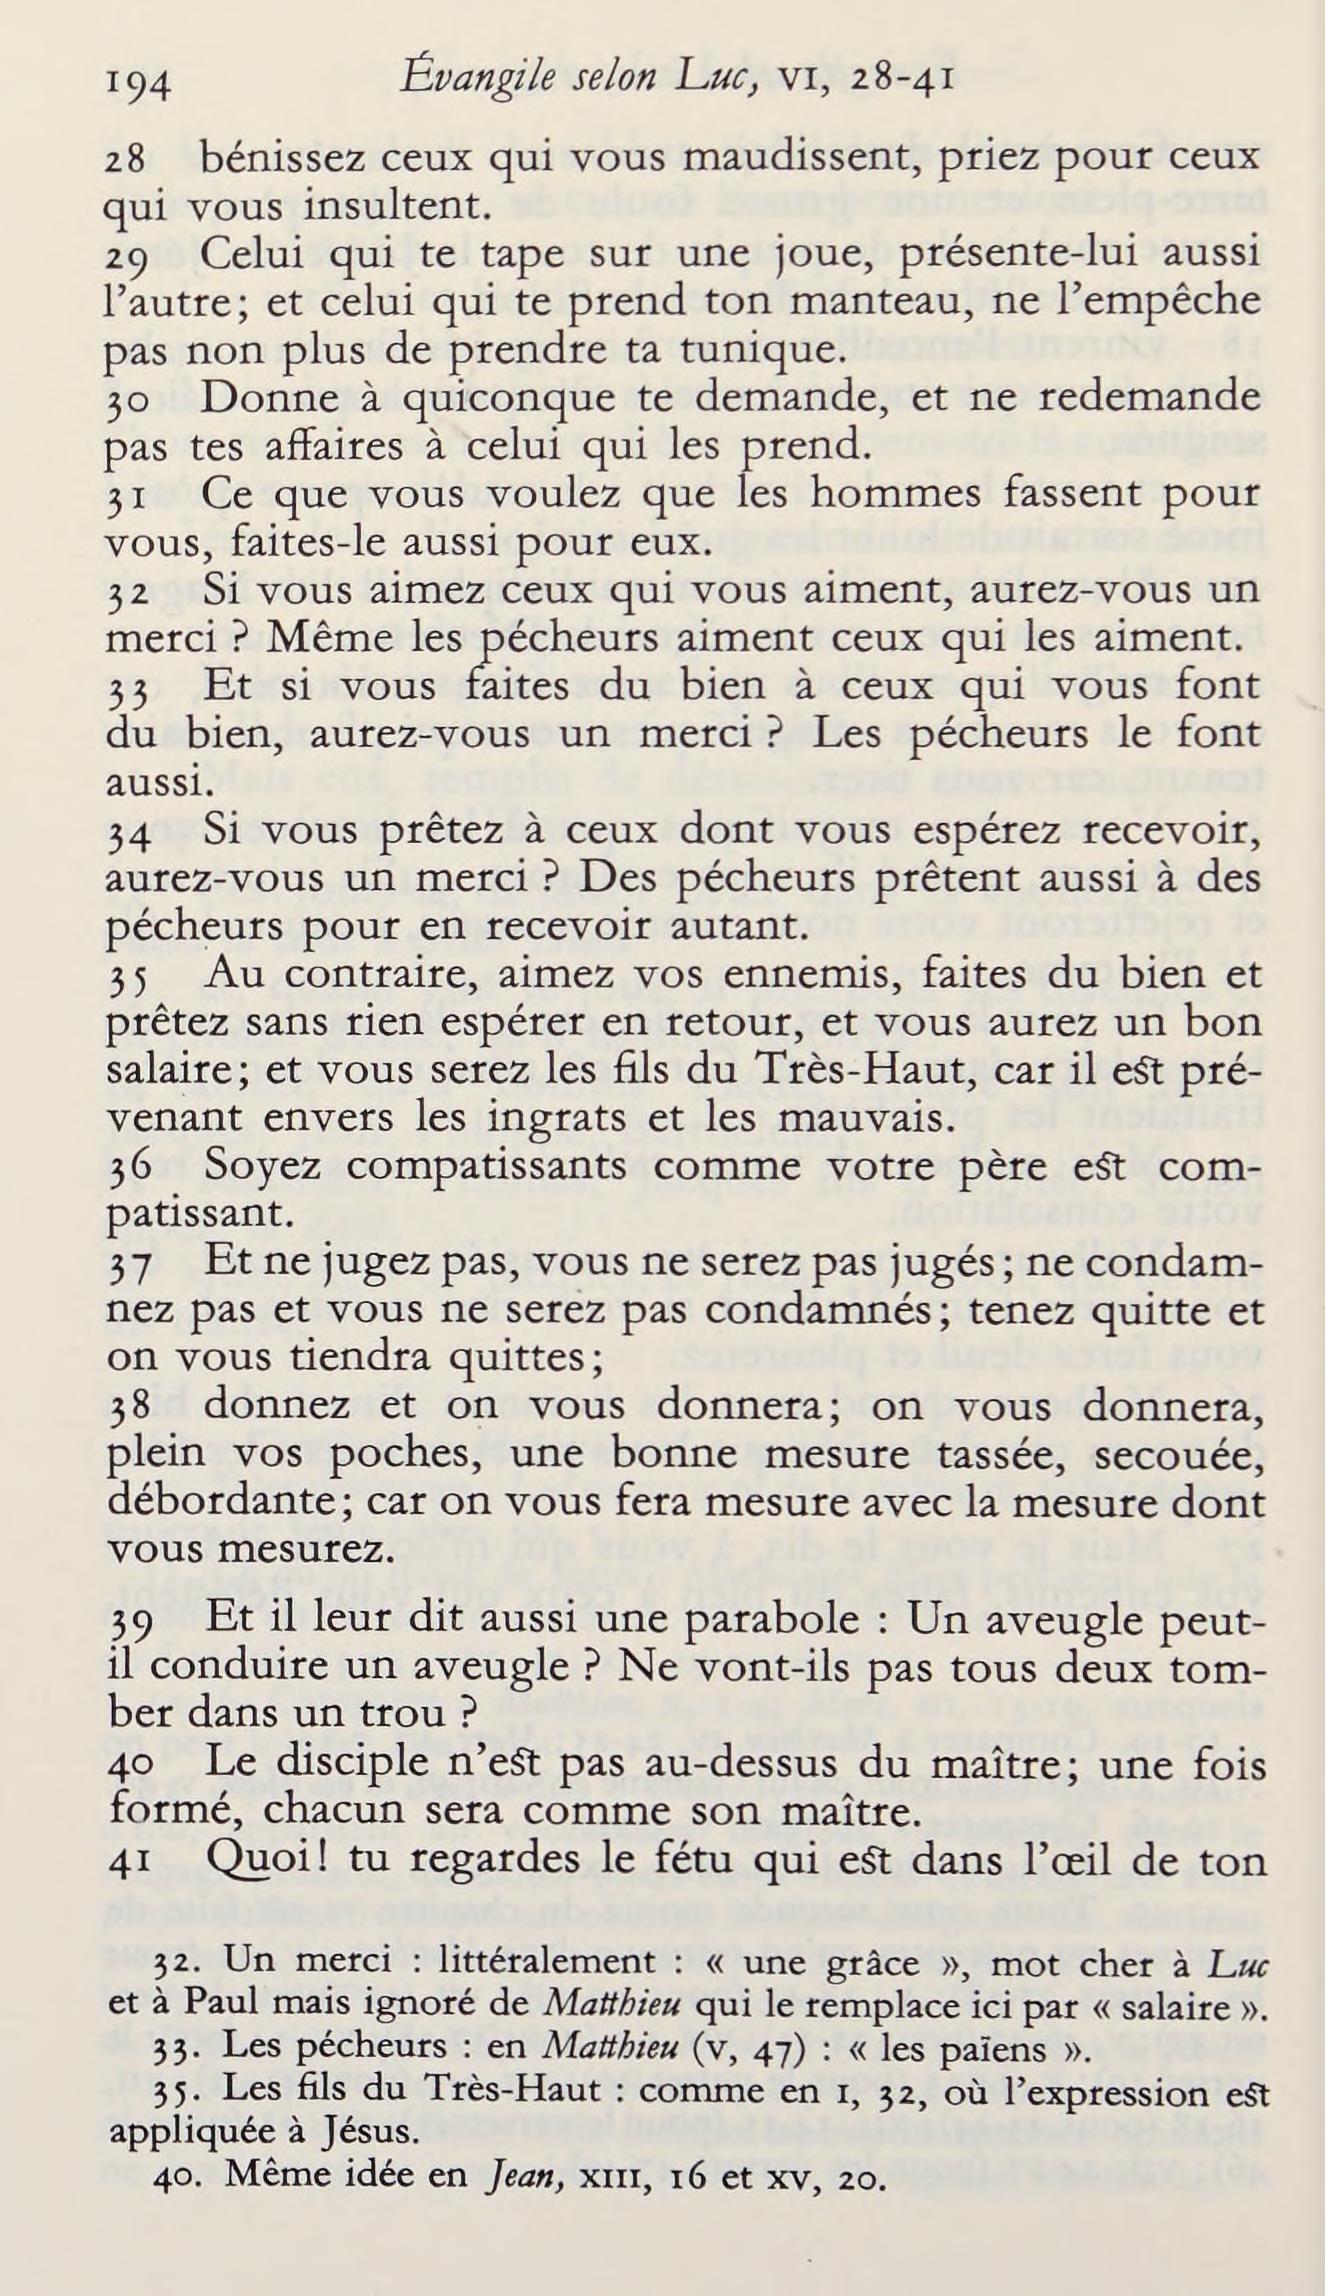 194 Évangile selon Luc, VI, 28-41
28 bénissez ceux qui vous maudissent, priez pour ceux
qui vous insultent.
29 Celui qui te tape sur une joue, présente-lui aussi
l’autre; et celui qui te prend ton manteau, ne l’empêche
pas non plus de prendre ta tunique.
30 Donne à quiconque te demande, et ne redemande
pas tes affaires à celui qui les prend.
31 Ce que vous voulez que les hommes fassent pour
vous, faites-le aussi pour eux.
32 Si vous aimez ceux qui vous aiment, aurez-vous un
merci ? Même les pécheurs aiment ceux qui les aiment.
33 Et si vous faites du bien à ceux qui vous font
du bien, aurez-vous un merci ? Les pécheurs le font
aussi.
34 Si vous prêtez à ceux dont vous espérez recevoir,
aurez-vous un merci ? Des pécheurs prêtent aussi à des
pécheurs pour en recevoir autant.
35 Au contraire, aimez vos ennemis, faites du bien et
prêtez sans rien espérer en retour, et vous aurez un bon
salaire; et vous serez les fils du Très-Haut, car il est pré-
venant envers les ingrats et les mauvais.
36 Soyez compatissants comme votre père est com-
patissant.
37 Et ne jugez pas, vous ne serez pas jugés; ne condam-
nez pas et vous ne serez pas condamnés; tenez quitte et
on vous tiendra quittes;
38 donnez et on vous donnera; on vous donnera,
plein vos poches, une bonne mesure tassée, secouée,
débordante; car on vous fera mesure avec la mesure dont
vous mesurez.
39 Et il leur dit aussi une parabole : Un aveugle peut-
il conduire un aveugle ? Ne vont-ils pas tous deux tom-
ber dans un trou ?
40 Le disciple n’est pas au-dessus du maître; une fois
formé, chacun sera comme son maître.
41 Quoi! tu regardes le fétu qui est dans l’œil de ton
32. Un merci : littéralement : « une grâce », mot cher à Luc
et à Paul mais ignoré de Matthieu qui le remplace ici par « salaire ».
33. Les pécheurs : en Matthieu (V, 47) : « les païens ».
35. Les fils du Très-Haut : comme en I, 32, où l’expression est
appliquée à Jésus.
40. Même idée en Jean, XIII, 16 et XV, 20.